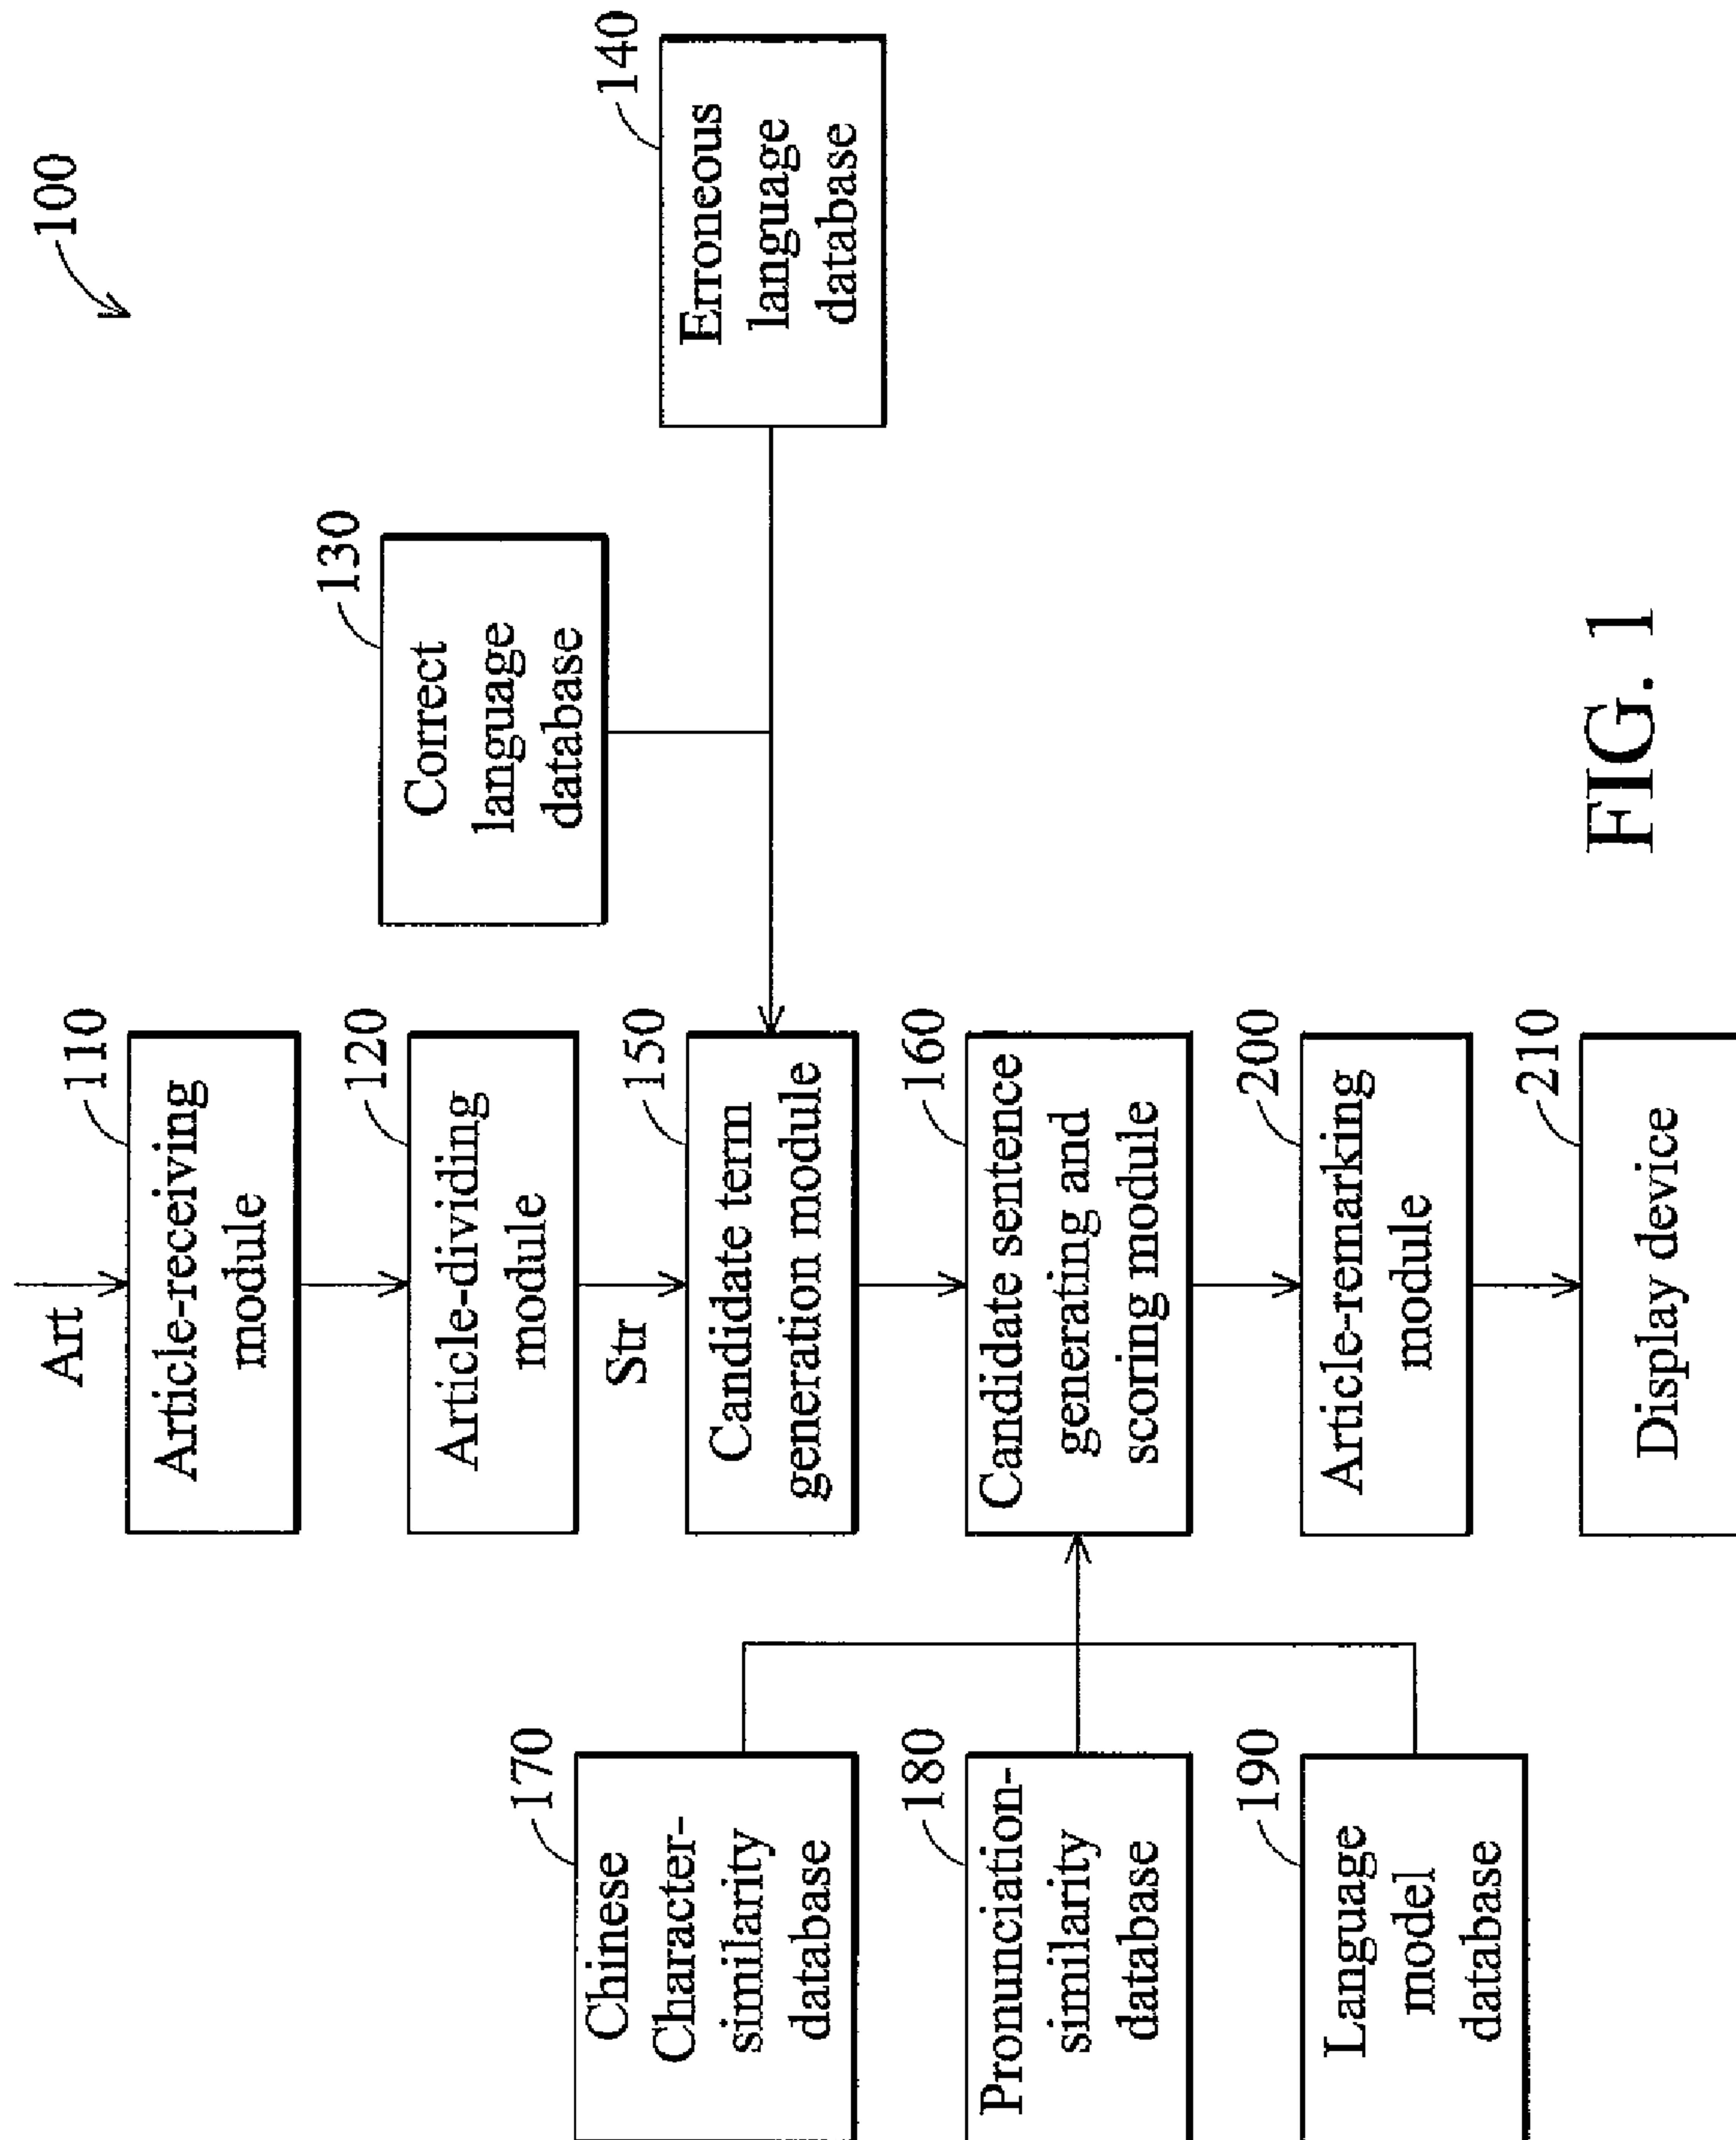 100
Art
110
Article-receiving
module
120
Article-dividing
module
Str
130
Correct
language
database
140
Erroneous
language
database
150
Candidate term
generation module
160
Candidate sentence
generating and
scoring module
170
Chinese
Character-
similarity
database
180
Pronunciation-
similarity
database
190
Language
model
database
200
Article-remarking
module
210
Display device
FIG. 1